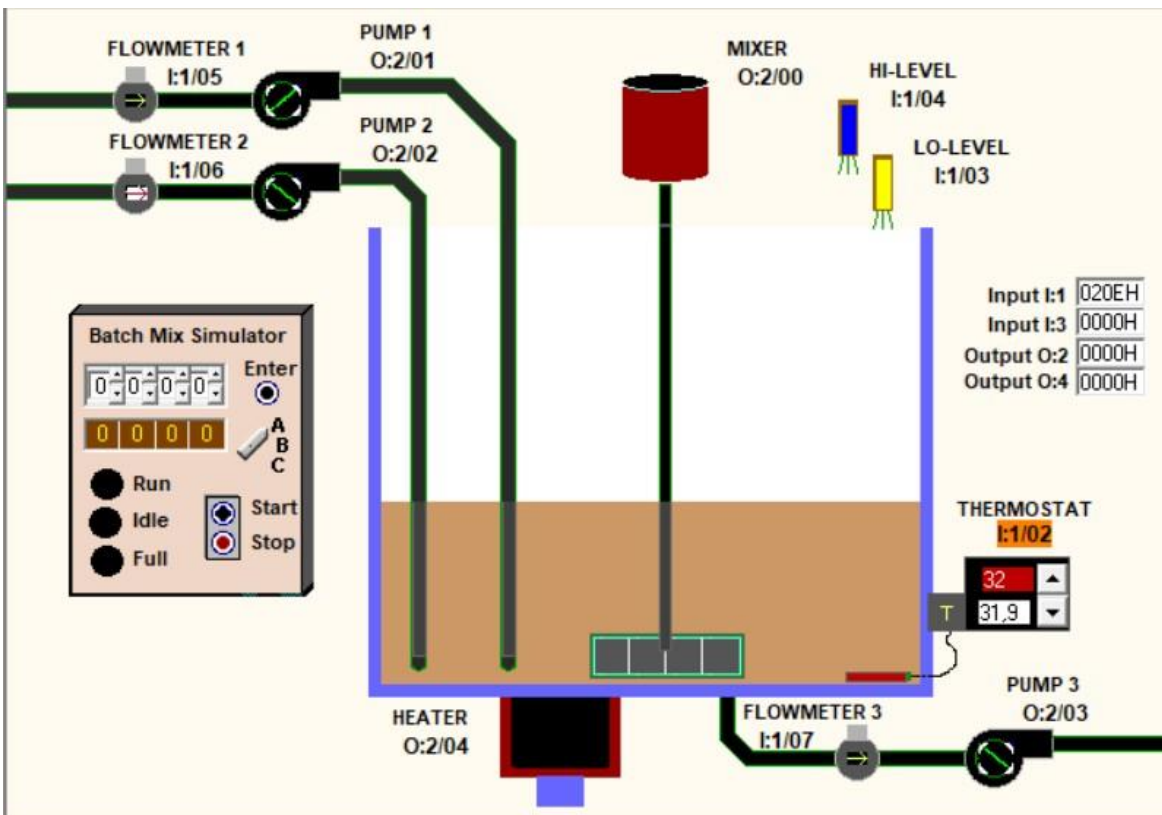 FLOWMETER 1
I:1/05
PUMP 1
O:2/01
FLOWMETER 2
I:1/06
PUMP 2
O:2/02
MIXER
O:2/00
HI-LEVEL
I:1/04
LO-LEVEL
I:1/03
Input I:1 020EH
Input I:3 0000H
Output O:2 0000H
Output O:4 0000H
Batch Mix Simulator
0 0 0 0
Enter
0 0 0 0
A
B
C
Run
Idle
Full
Start
Stop
THERMOSTAT
I:1/02
32
31,9
T
HEATER
O:2/04
FLOWMETER 3
I:1/07
PUMP 3
O:2/03